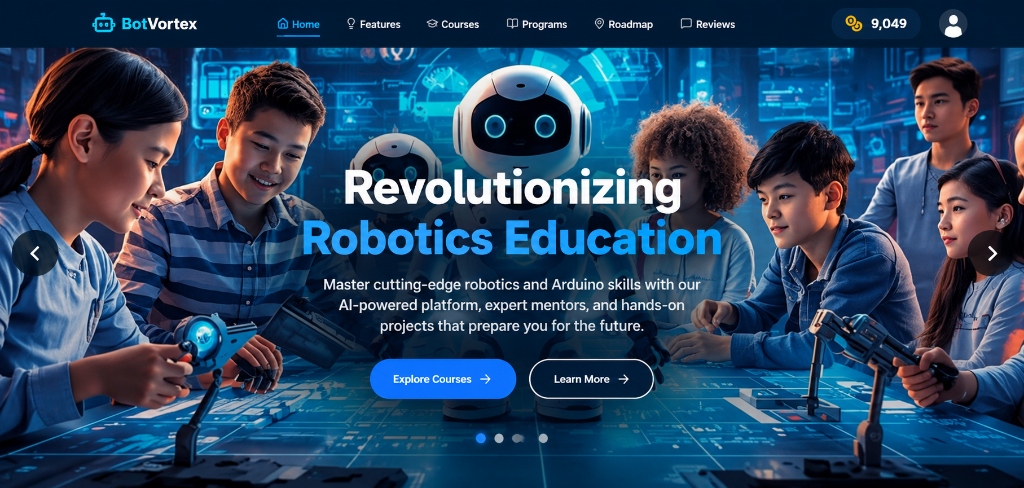 BotVortex
Home
Features
Courses
Programs
Roadmap
Reviews
9,049
Revolutionizing
Robotics Education
Master cutting-edge robotics and Arduino skills with our
AI-powered platform, expert mentors, and hands-on
projects that prepare you for the future.
Explore Courses
Learn More